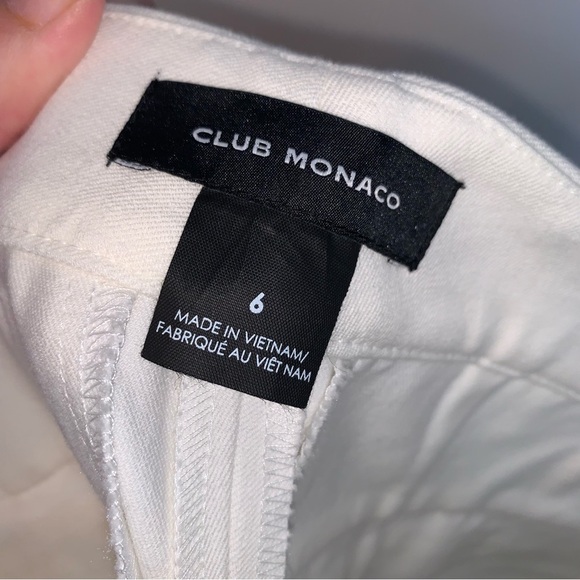 CLUB MONACO
6
MADE IN VIETNAM/
FABRIQUÉ AU VIÊT NAM